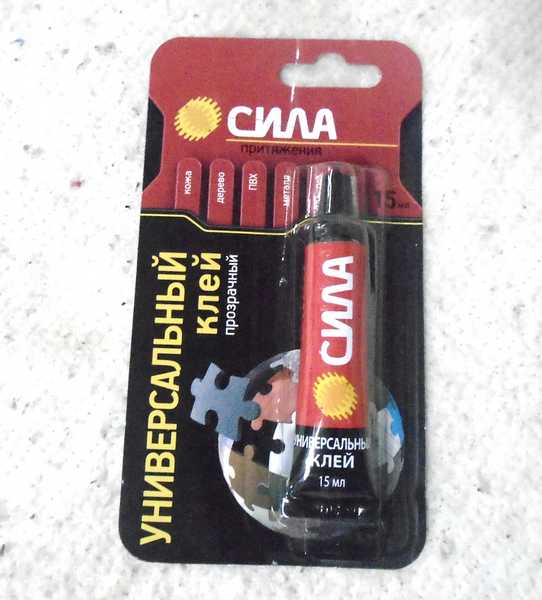 СИЛА
притяжения
кожа
дерево
ПВХ
металл
15 мл
УНИВЕРСАЛЬНЫЙ
клей
прозрачный
СИЛА
УНИВЕРСАЛЬНЫЙ
КЛЕЙ
15 мл